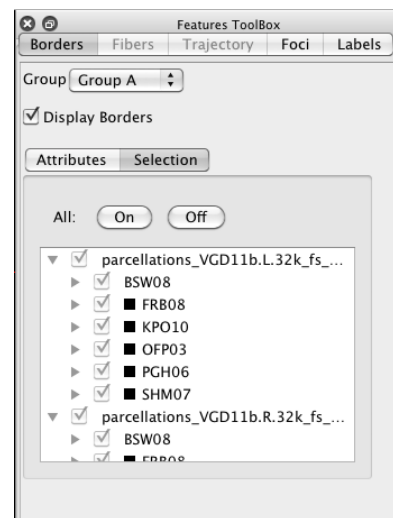 Features ToolBox
Borders Fibers Trajectory Foci Labels
Group Group A
Display Borders
Attributes Selection
All: On Off
parcellations_VGD11b.L.32k_fs_...
BSW08
FRB08
KPO10
OFP03
PGH06
SHM07
parcellations_VGD11b.R.32k_fs_...
BSW08
FRB08